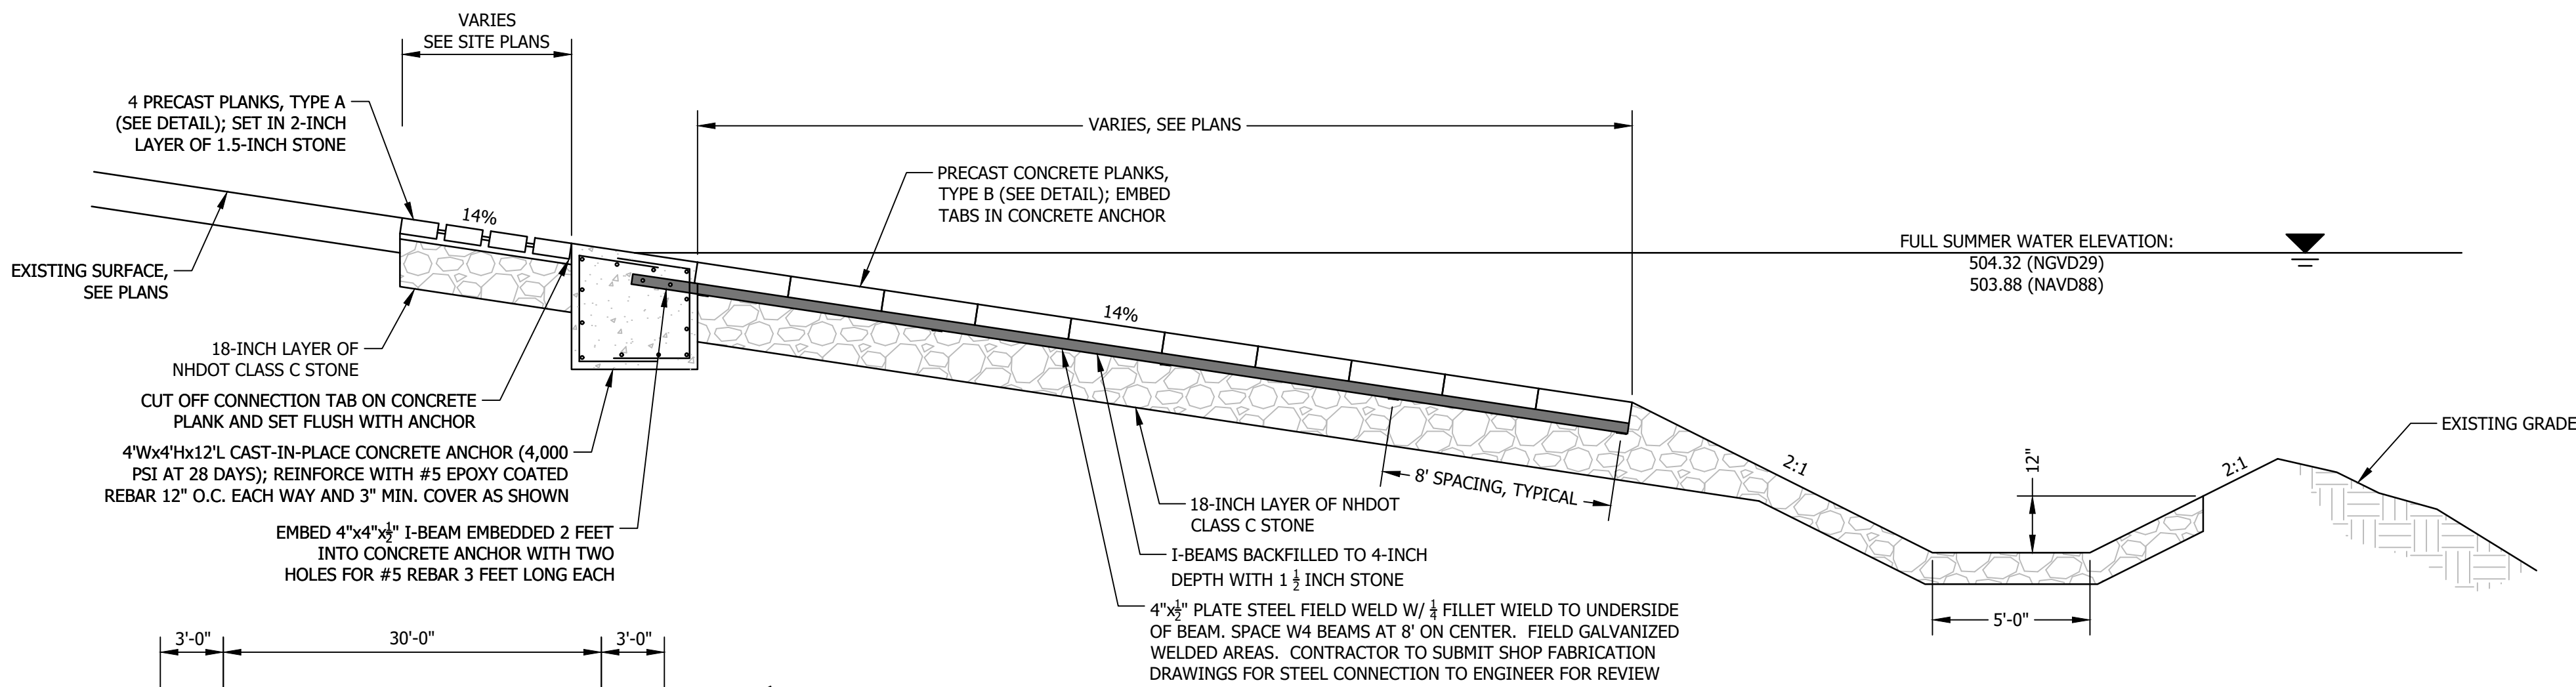 VARIES
SEE SITE PLANS
4 PRECAST PLANKS, TYPE A
(SEE DETAIL); SET IN 2-INCH
LAYER OF 1.5-INCH STONE
VARIES, SEE PLANS
PRECAST CONCRETE PLANKS,
TYPE B (SEE DETAIL); EMBED
TABS IN CONCRETE ANCHOR
14%
FULL SUMMER WATER ELEVATION:
504.32 (NGVD29)
503.88 (NAVD88)
EXISTING SURFACE,
SEE PLANS
14%
18-INCH LAYER OF
NHDOT CLASS C STONE
CUT OFF CONNECTION TAB ON CONCRETE
PLANK AND SET FLUSH WITH ANCHOR
4'Wx4'Hx12'L CAST-IN-PLACE CONCRETE ANCHOR (4,000
PSI AT 28 DAYS); REINFORCE WITH #5 EPOXY COATED
REBAR 12" O.C. EACH WAY AND 3" MIN. COVER AS SHOWN
EMBED 4"x4"x½" I-BEAM EMBEDDED 2 FEET
INTO CONCRETE ANCHOR WITH TWO
HOLES FOR #5 REBAR 3 FEET LONG EACH
EXISTING GRADE
2:1
12"
2:1
8' SPACING, TYPICAL
18-INCH LAYER OF NHDOT
CLASS C STONE
I-BEAMS BACKFILLED TO 4-INCH
DEPTH WITH 1 ½ INCH STONE
4"x½" PLATE STEEL FIELD WELD W/ ¼ FILLET WIELD TO UNDERSIDE
OF BEAM. SPACE W4 BEAMS AT 8' ON CENTER. FIELD GALVANIZED
WELDED AREAS. CONTRACTOR TO SUBMIT SHOP FABRICATION
DRAWINGS FOR STEEL CONNECTION TO ENGINEER FOR REVIEW
5'-0"
3'-0"
30'-0"
3'-0"